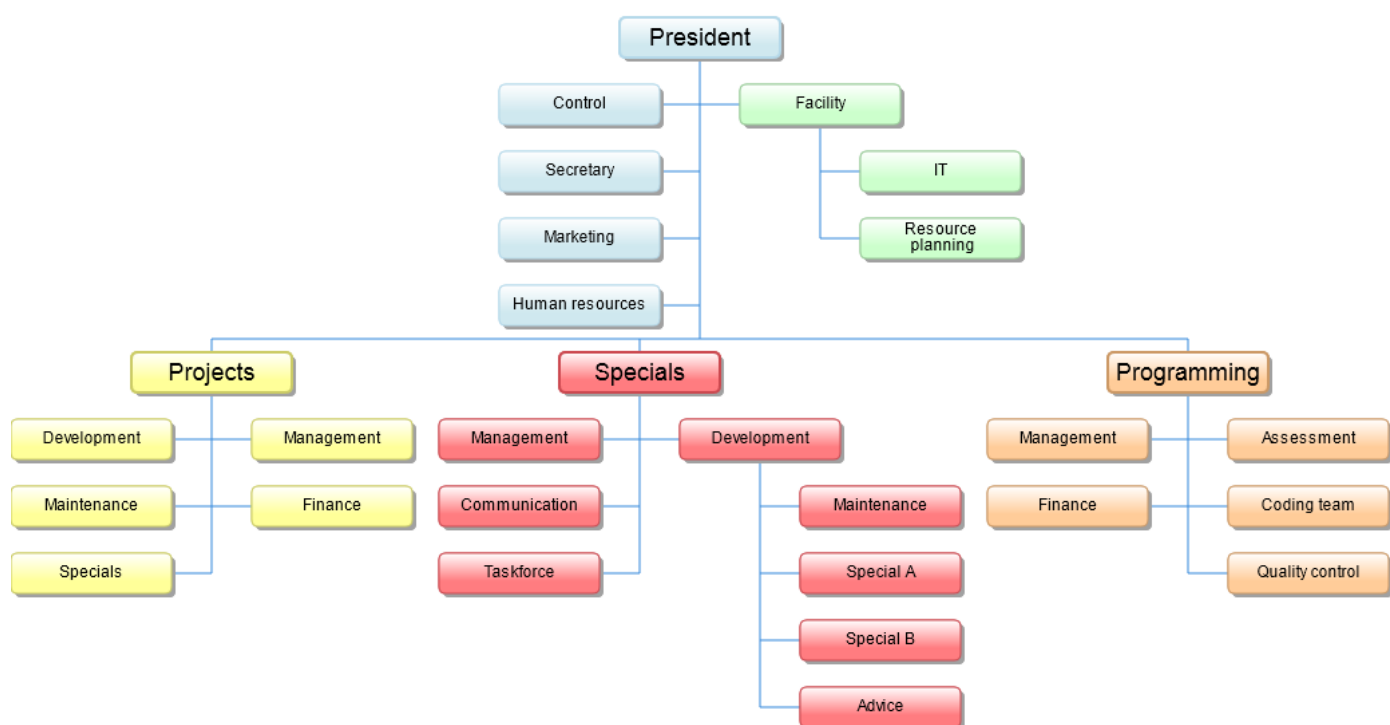 President
Control
Facility
Secretary
IT
Marketing
Resource
planning
Human resources
Projects
Specials
Programming
Development
Management
Management
Development
Management
Assessment
Maintenance
Finance
Communication
Maintenance
Finance
Coding team
Specials
Taskforce
Special A
Quality control
Special B
Advice